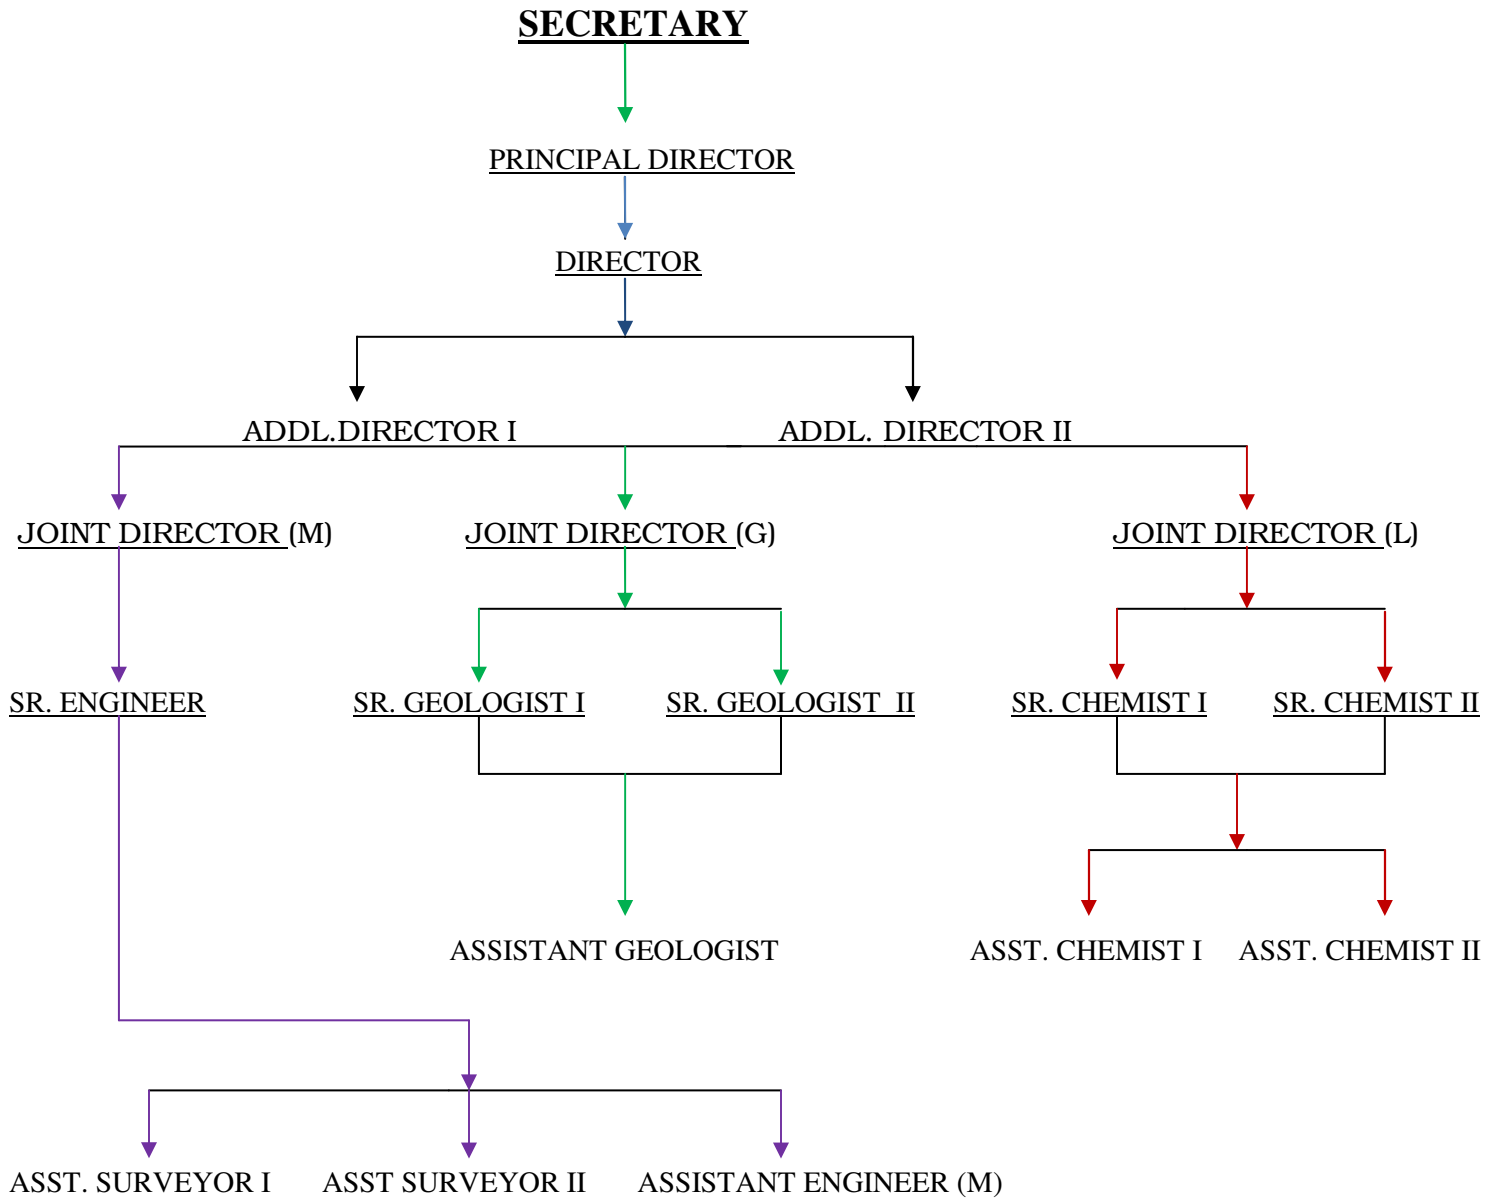 SECRETARY
PRINCIPAL DIRECTOR
DIRECTOR
ADDL.DIRECTOR I
ADDL. DIRECTOR II
JOINT DIRECTOR (M)
JOINT DIRECTOR (G)
JOINT DIRECTOR (L)
SR. ENGINEER
SR. GEOLOGIST I
SR. GEOLOGIST II
SR. CHEMIST I
SR. CHEMIST II
ASSISTANT GEOLOGIST
ASST. CHEMIST I
ASST. CHEMIST II
ASST. SURVEYOR I
ASST SURVEYOR II
ASSISTANT ENGINEER (M)